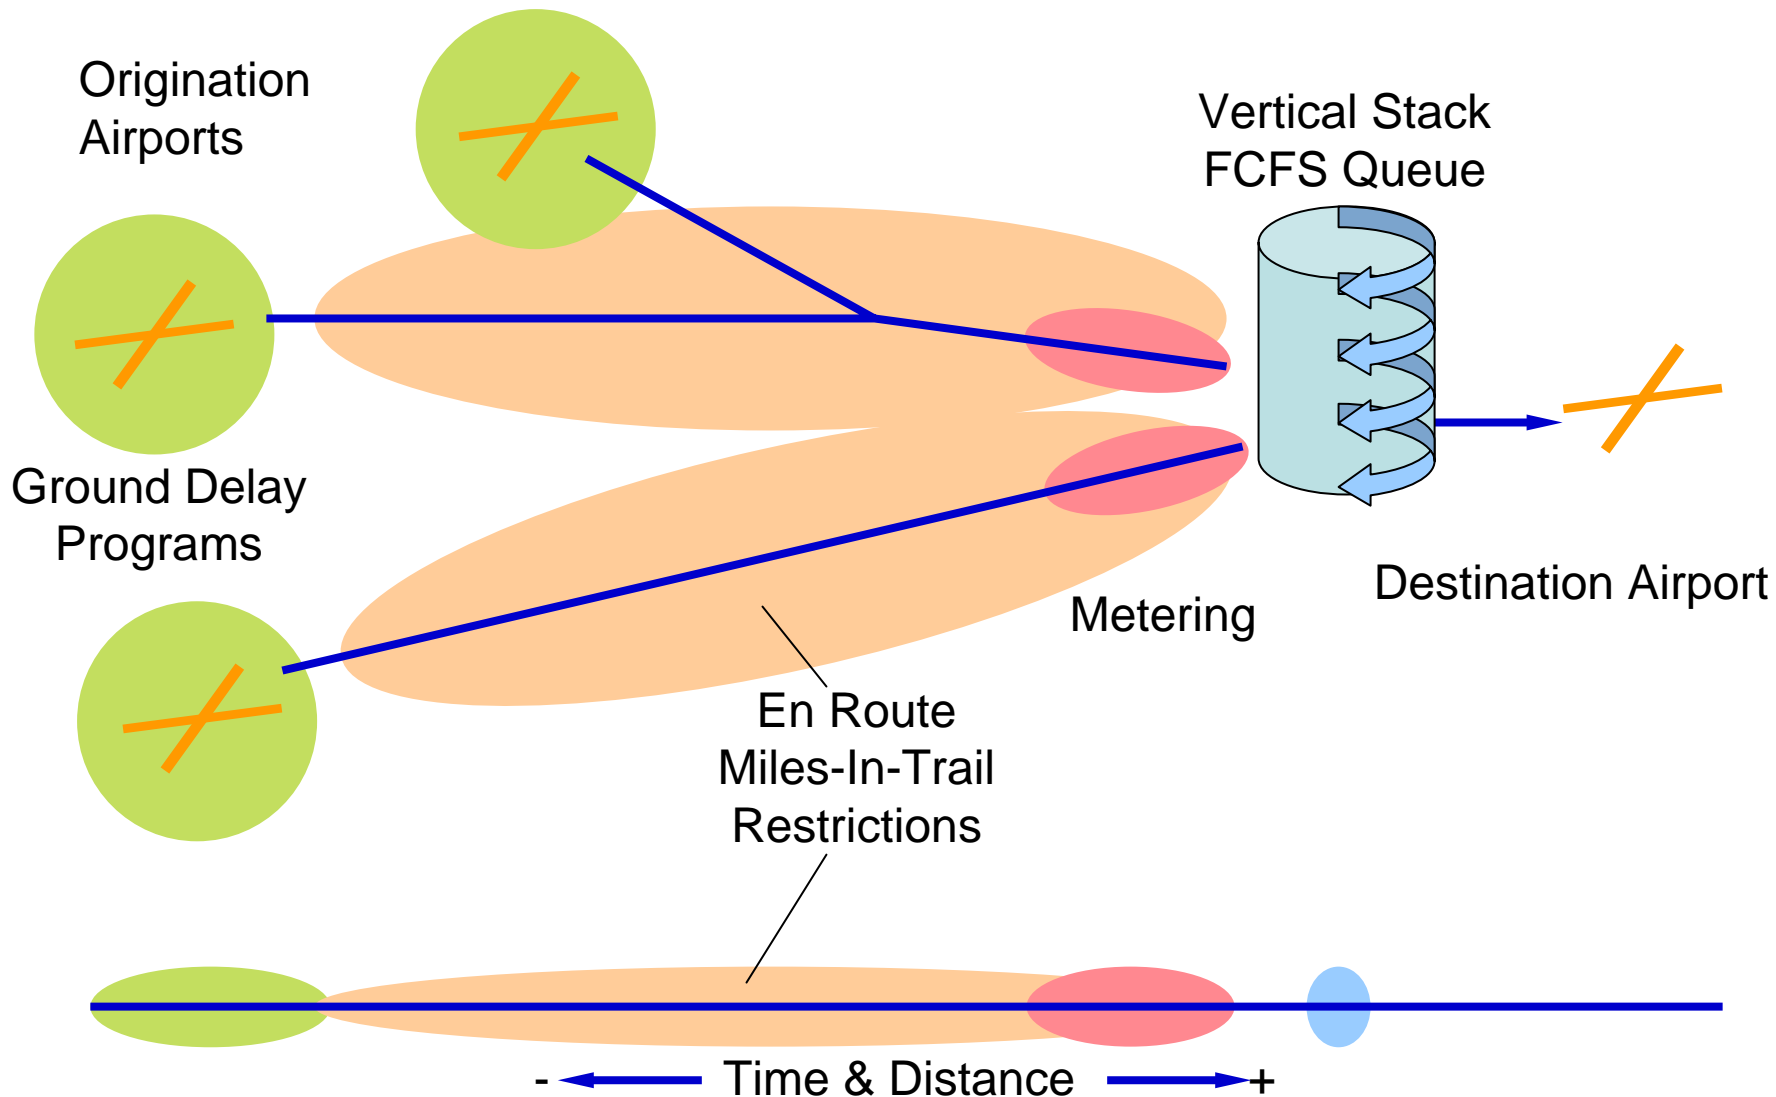 Origination
Airports
Vertical Stack
FCFS Queue
Ground Delay
Programs
Destination Airport
Metering
En Route
Miles-In-Trail
Restrictions
- Time & Distance +